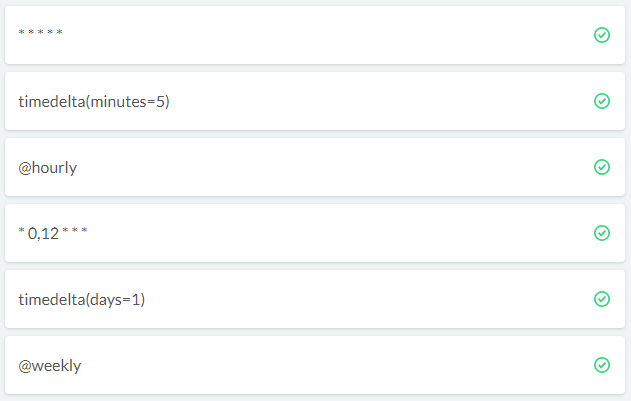 * * * * *
timedelta(minutes=5)
@hourly
* 0,12 * * *
timedelta(days=1)
@weekly